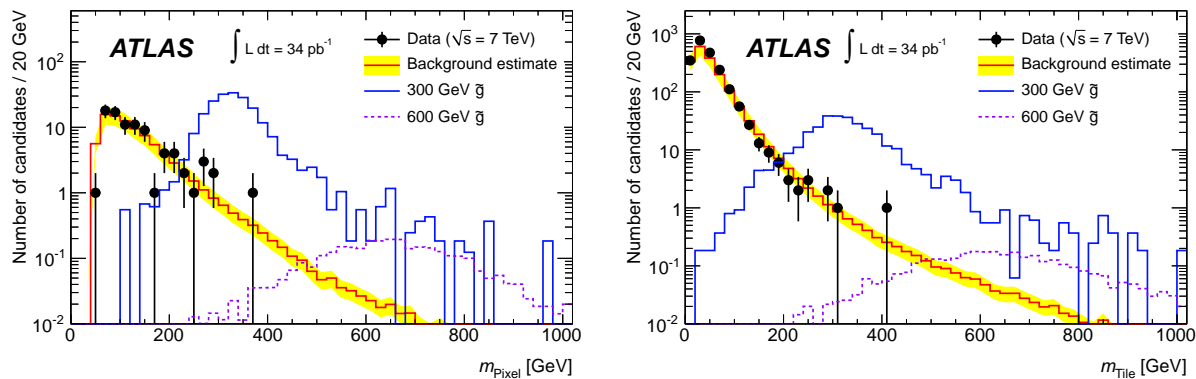 Number of candidates / 20 GeV
10²
10
1
10⁻¹
10⁻²
ATLAS
∫ L dt = 34 pb⁻¹
Data (√s = 7 TeV)
Background estimate
300 GeV g̃
600 GeV g̃
0 200 400 600 800 1000
m_Pixel [GeV]
Number of candidates / 20 GeV
10³
10²
10
1
10⁻¹
10⁻²
ATLAS
∫ L dt = 34 pb⁻¹
Data (√s = 7 TeV)
Background estimate
300 GeV g̃
600 GeV g̃
0 200 400 600 800 1000
m_Tile [GeV]